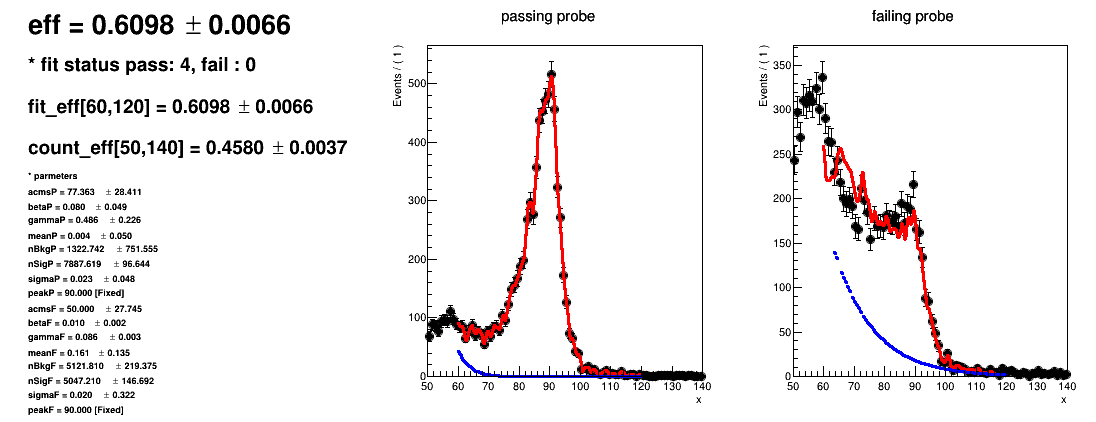 eff = 0.6098 ± 0.0066
* fit status pass: 4, fail : 0
fit_eff[60,120] = 0.6098 ± 0.0066
count_eff[50,140] = 0.4580 ± 0.0037
* parmeters
acmsP = 77.363 ± 28.411
betaP = 0.080 ± 0.049
gammaP = 0.486 ± 0.226
meanP = 0.004 ± 0.050
nBkgP = 1322.742 ± 751.555
nSigP = 7887.619 ± 96.644
sigmaP = 0.023 ± 0.048
peakP = 90.000 [Fixed]
acmsF = 50.000 ± 27.745
betaF = 0.010 ± 0.002
gammaF = 0.086 ± 0.003
meanF = 0.161 ± 0.135
nBkgF = 5121.810 ± 219.375
nSigF = 5047.210 ± 146.692
sigmaF = 0.020 ± 0.322
peakF = 90.000 [Fixed]
passing probe
Events / ( 1 )
500
400
300
200
100
0
50 60 70 80 90 100 110 120 130 140
x
failing probe
Events / ( 1 )
350
300
250
200
150
100
50
0
50 60 70 80 90 100 110 120 130 140
x